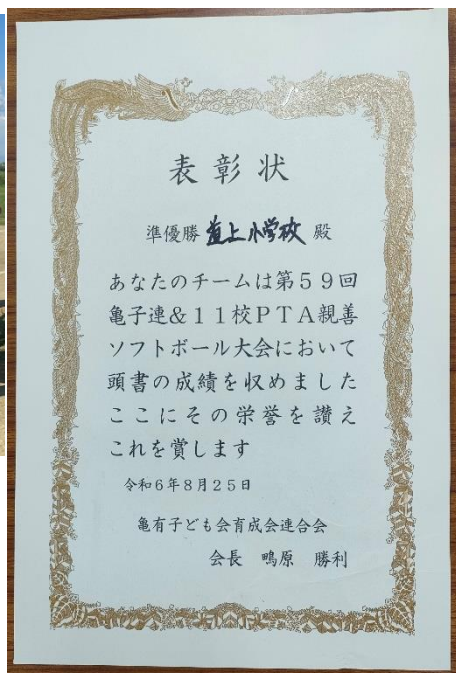 表彰状
準優勝 道上小学校 殿
あなたのチームは第59回
亀子連&11校PTA親善
ソフトボール大会において
頭書の成績を収めました
ここにその栄誉を讃え
これを賞します
令和6年8月25日
亀有子ども会育成会連合会
会長 鴫原 勝利